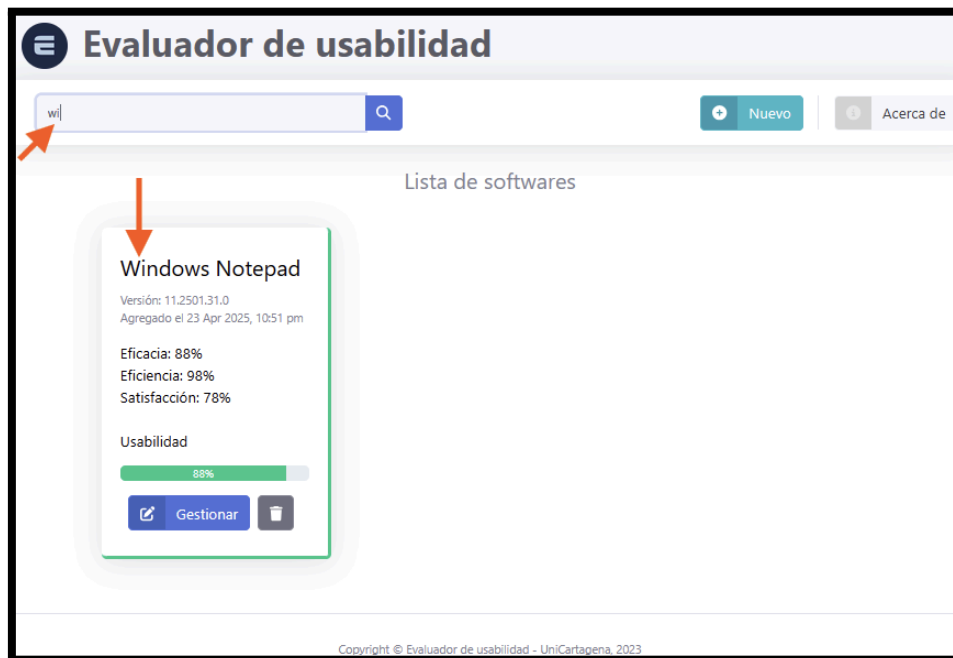 Evaluador de usabilidad
wi
Nuevo
Acerca de
Lista de softwares
Windows Notepad
Versión: 11.2501.31.0
Agregado el 23 Apr 2025, 10:51 pm
Eficacia: 88%
Eficiencia: 98%
Satisfacción: 78%
Usabilidad
88%
Gestionar
Copyright © Evaluador de usabilidad - UniCartagena, 2023